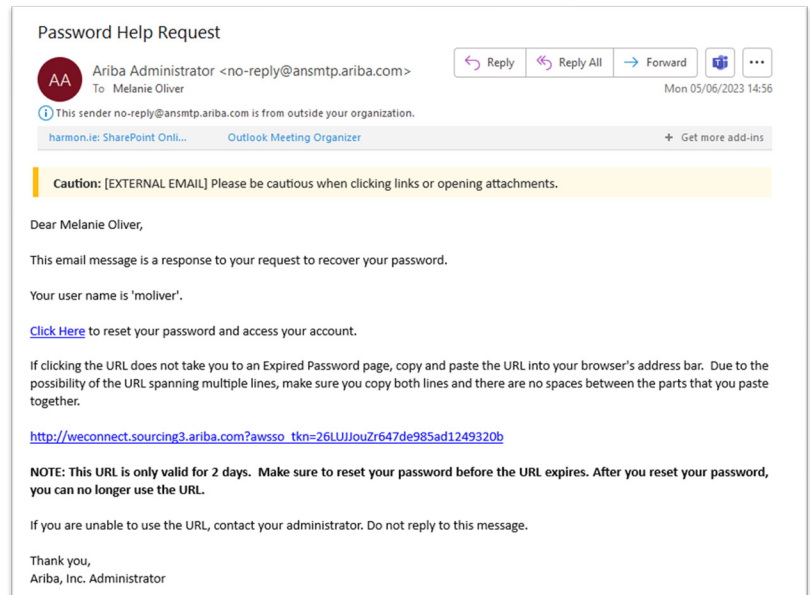 Password Help Request
AA
Ariba Administrator <no-reply@ansmtp.ariba.com>
To Melanie Oliver
Reply
Reply All
Forward
Mon 05/06/2023 14:56
This sender no-reply@ansmtp.ariba.com is from outside your organization.
harmon.ie: SharePoint Onli... Outlook Meeting Organizer + Get more add-ins
Caution: [EXTERNAL EMAIL] Please be cautious when clicking links or opening attachments.
Dear Melanie Oliver,
This email message is a response to your request to recover your password.
Your user name is 'moliver'.
Click Here to reset your password and access your account.
If clicking the URL does not take you to an Expired Password page, copy and paste the URL into your browser's address bar. Due to the
possibility of the URL spanning multiple lines, make sure you copy both lines and there are no spaces between the parts that you paste
together.
http://weconnect.sourcing3.ariba.com?awsso_tkn=26LUJJouZr647de985ad1249320b
NOTE: This URL is only valid for 2 days. Make sure to reset your password before the URL expires. After you reset your password,
you can no longer use the URL.
If you are unable to use the URL, contact your administrator. Do not reply to this message.
Thank you,
Ariba, Inc. Administrator